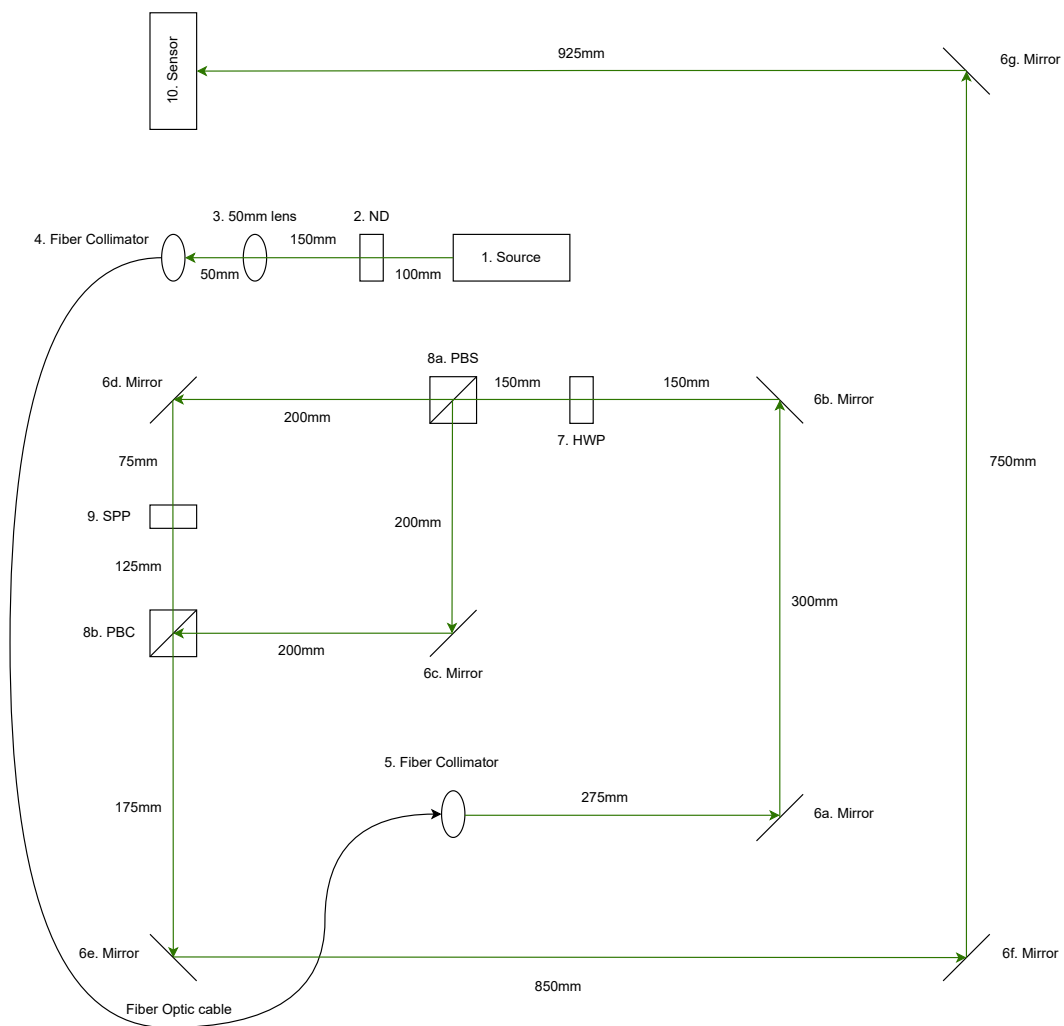 925mm
6g. Mirror
10. Sensor
3. 50mm lens
2. ND
4. Fiber Collimator
150mm
1. Source
50mm
100mm
8a. PBS
6d. Mirror
150mm
150mm
6b. Mirror
200mm
7. HWP
75mm
750mm
9. SPP
200mm
125mm
300mm
8b. PBC
200mm
6c. Mirror
5. Fiber Collimator
275mm
175mm
6a. Mirror
6e. Mirror
6f. Mirror
850mm
Fiber Optic cable